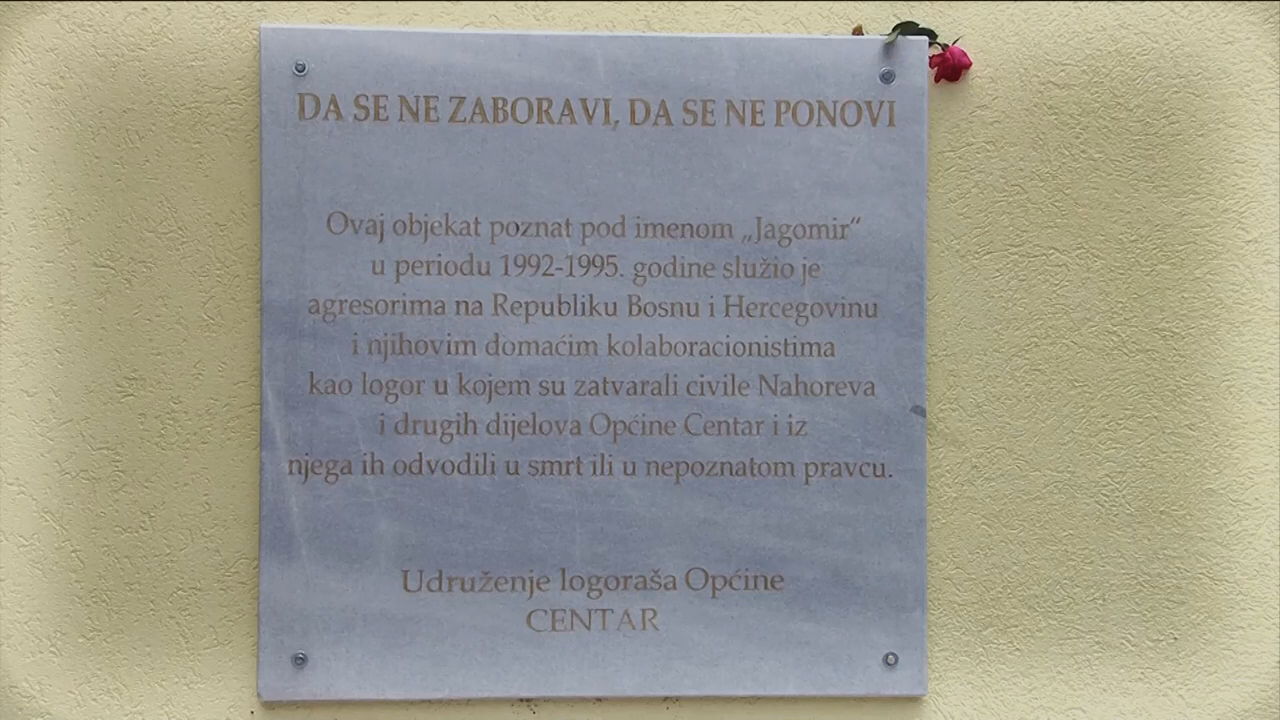 DA SE NE ZABORAVI, DA SE NE PONOVI
Ovaj objekat poznat pod imenom „Jagomir“
u periodu 1992-1995. godine služio je
agresorima na Republiku Bosnu i Hercegovinu
i njihovim domaćim kolaboracionistima
kao logor u kojem su zatvarali civile Nahoreva
i drugih dijelova Općine Centar i iz
njega ih odvodili u smrt ili u nepoznatom pravcu.
Udruženje logoraša Općine
CENTAR